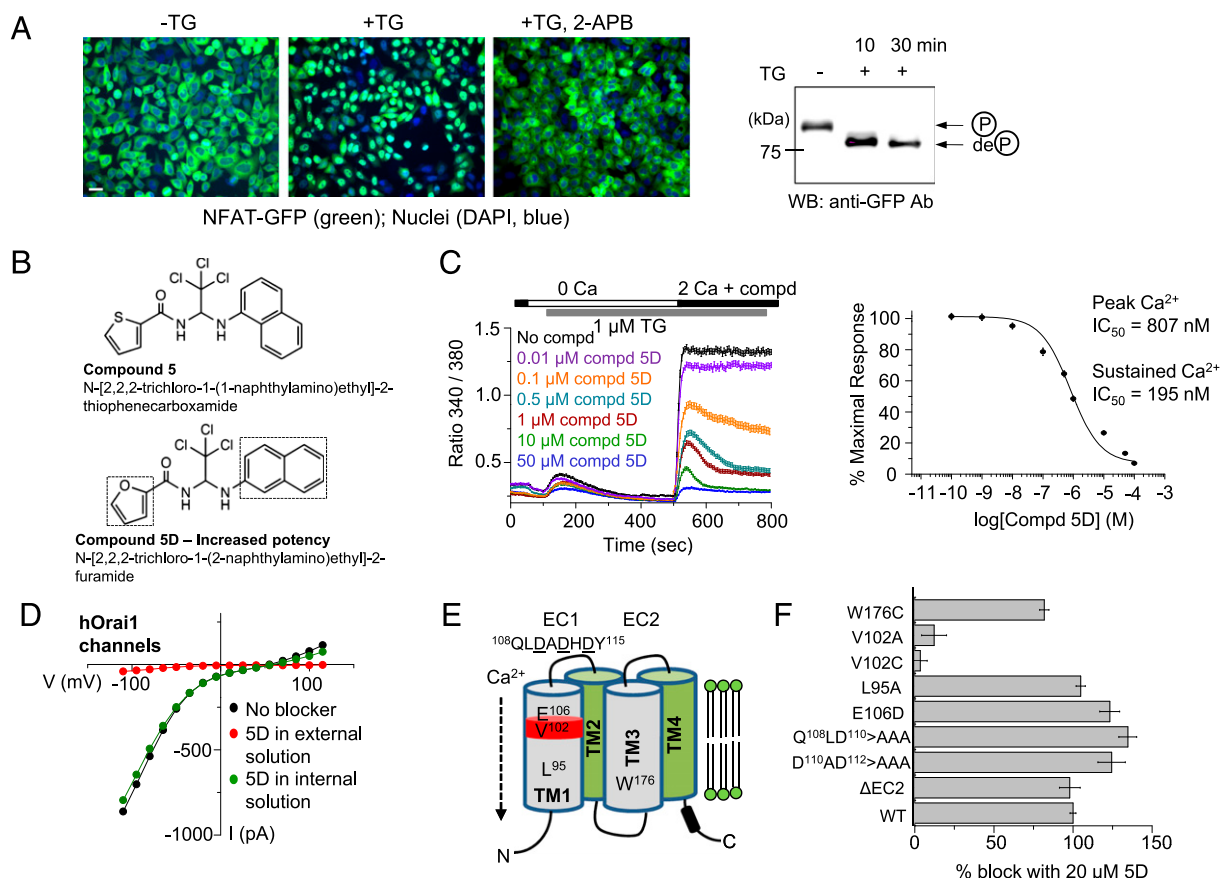 A
-TG
+TG
+TG, 2-APB
NFAT-GFP (green); Nuclei (DAPI, blue)
10 30 min
TG - + +
(kDa)
75
P
deP
WB: anti-GFP Ab
B
Cl
Cl
Cl
O
S
N
H
N
H
Compound 5
N-[2,2,2-trichloro-1-(1-naphthylamino)ethyl]-2-
thiophenecarboxamide
Cl
Cl
Cl
O
O
N
H
N
H
Compound 5D – Increased potency
N-[2,2,2-trichloro-1-(2-naphthylamino)ethyl]-2-
furamide
C
0 Ca
2 Ca + compd
1 µM TG
Ratio 340 / 380
1.5
1.0
0.5
No compd
0.01 µM compd 5D
0.1 µM compd 5D
0.5 µM compd 5D
1 µM compd 5D
10 µM compd 5D
50 µM compd 5D
0 200 400 600 800
Time (sec)
% Maximal Response
100
80
60
40
20
0
Peak Ca²⁺
IC₅₀ = 807 nM
Sustained Ca²⁺
IC₅₀ = 195 nM
-11 -10 -9 -8 -7 -6 -5 -4 -3
log[Compd 5D] (M)
D
hOrai1
channels
V (mV)
-100
100
No blocker
5D in external
solution
5D in internal
solution
-500
-1000
I (pA)
E
EC1
EC2
¹⁰⁸QLDADHDY¹¹⁵
Ca²⁺
E¹⁰⁶
V¹⁰²
L⁹⁵
TM1
TM2
TM3
W¹⁷⁶
TM4
N
C
F
W176C
V102A
V102C
L95A
E106D
Q¹⁰⁸LD¹¹⁰>AAA
D¹¹⁰AD¹¹²>AAA
ΔEC2
WT
0 50 100 150
% block with 20 µM 5D